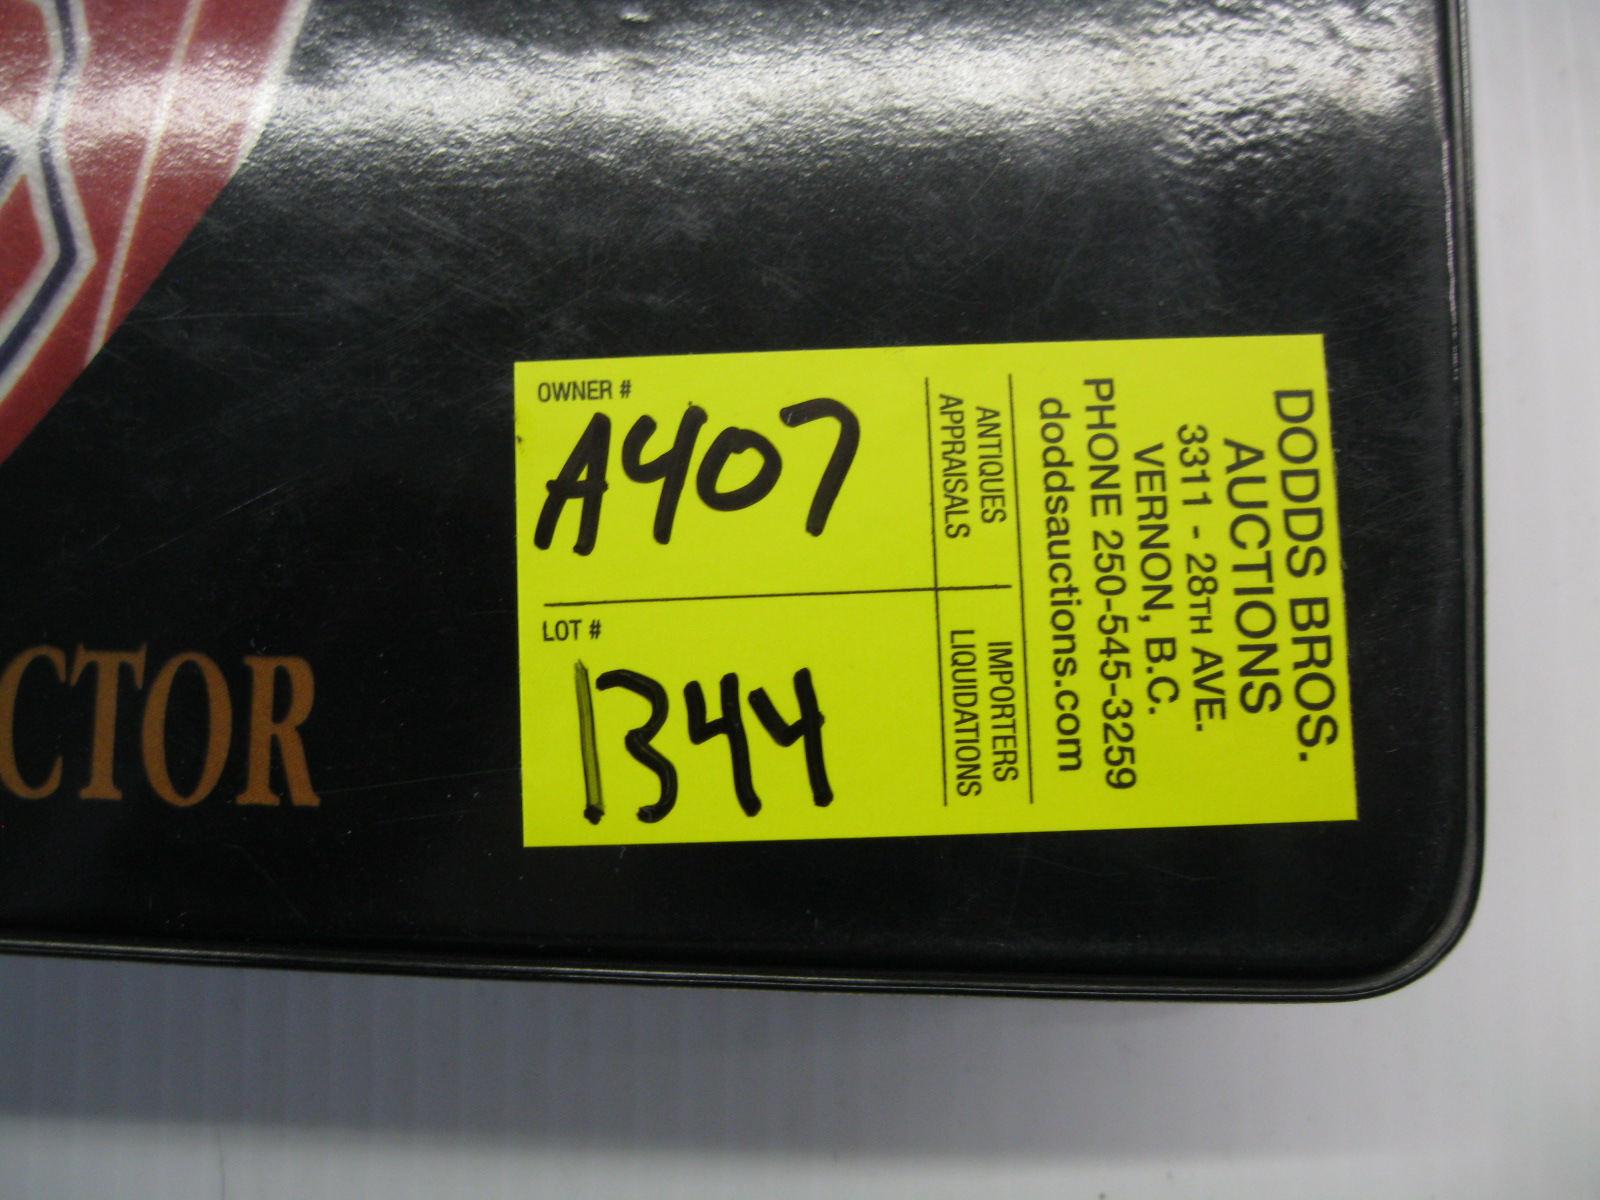 OWNER #
A407
LOT #
1344
ANTIQUES
APPRAISALS
IMPORTERS
LIQUIDATIONS
DODDS BROS.
AUCTIONS
3311 - 28TH AVE.
VERNON, B.C.
PHONE 250-545-3259
doddsauctions.com
CTOR